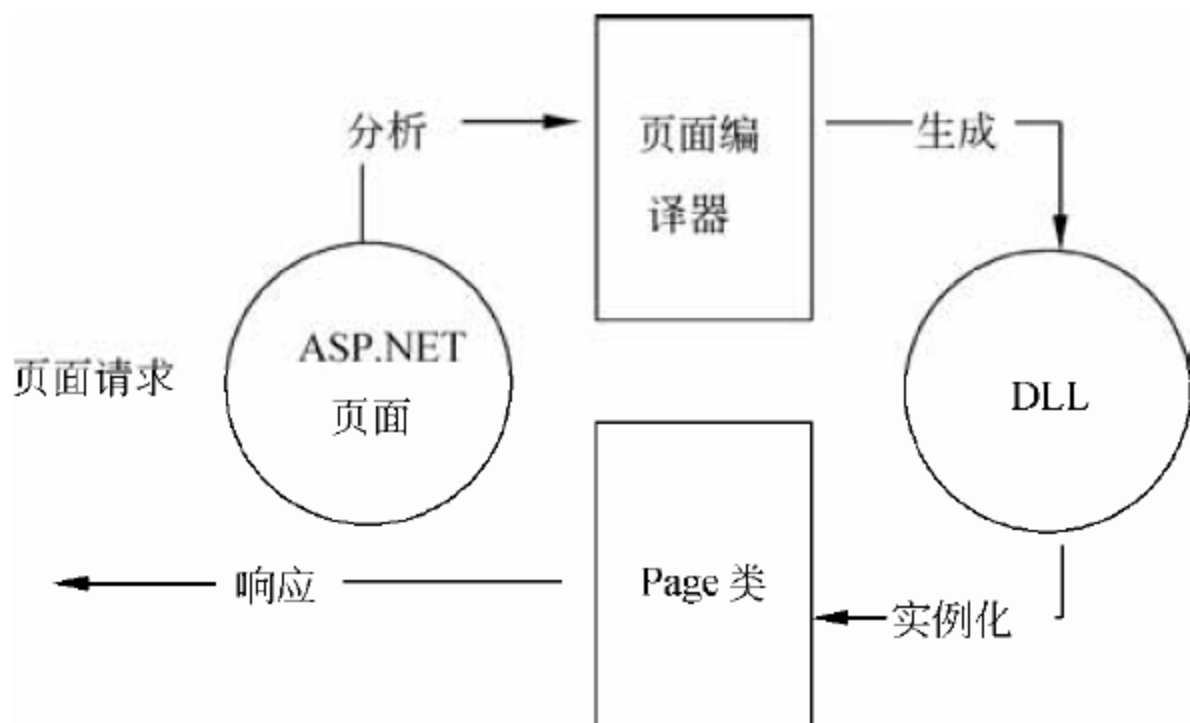 分析
页面编
译器
生成
页面请求
ASP.NET
页面
DLL
响应
Page 类
实例化